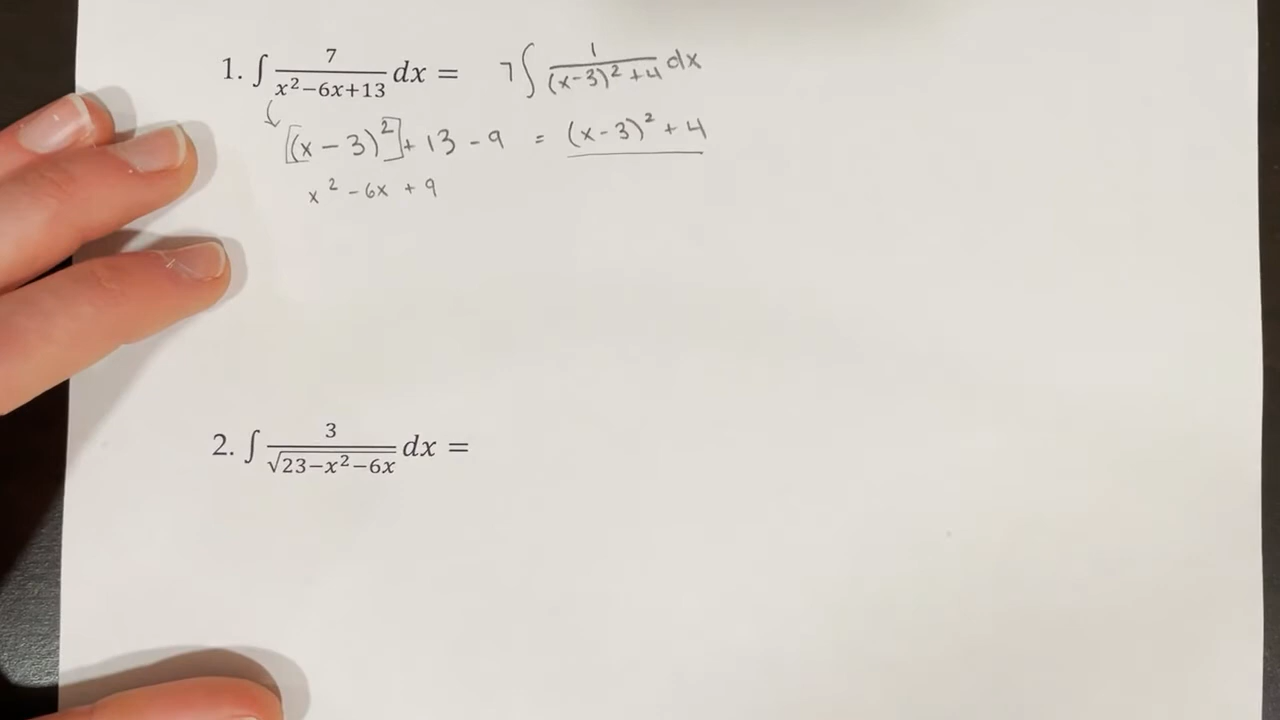 1. ∫ 7/(x²−6x+13) dx = 7∫ 1/((x-3)²+4) dx
[(x-3)²]+13-9 = (x-3)²+4
x²-6x+9
2. ∫ 3/√(23−x²−6x) dx =